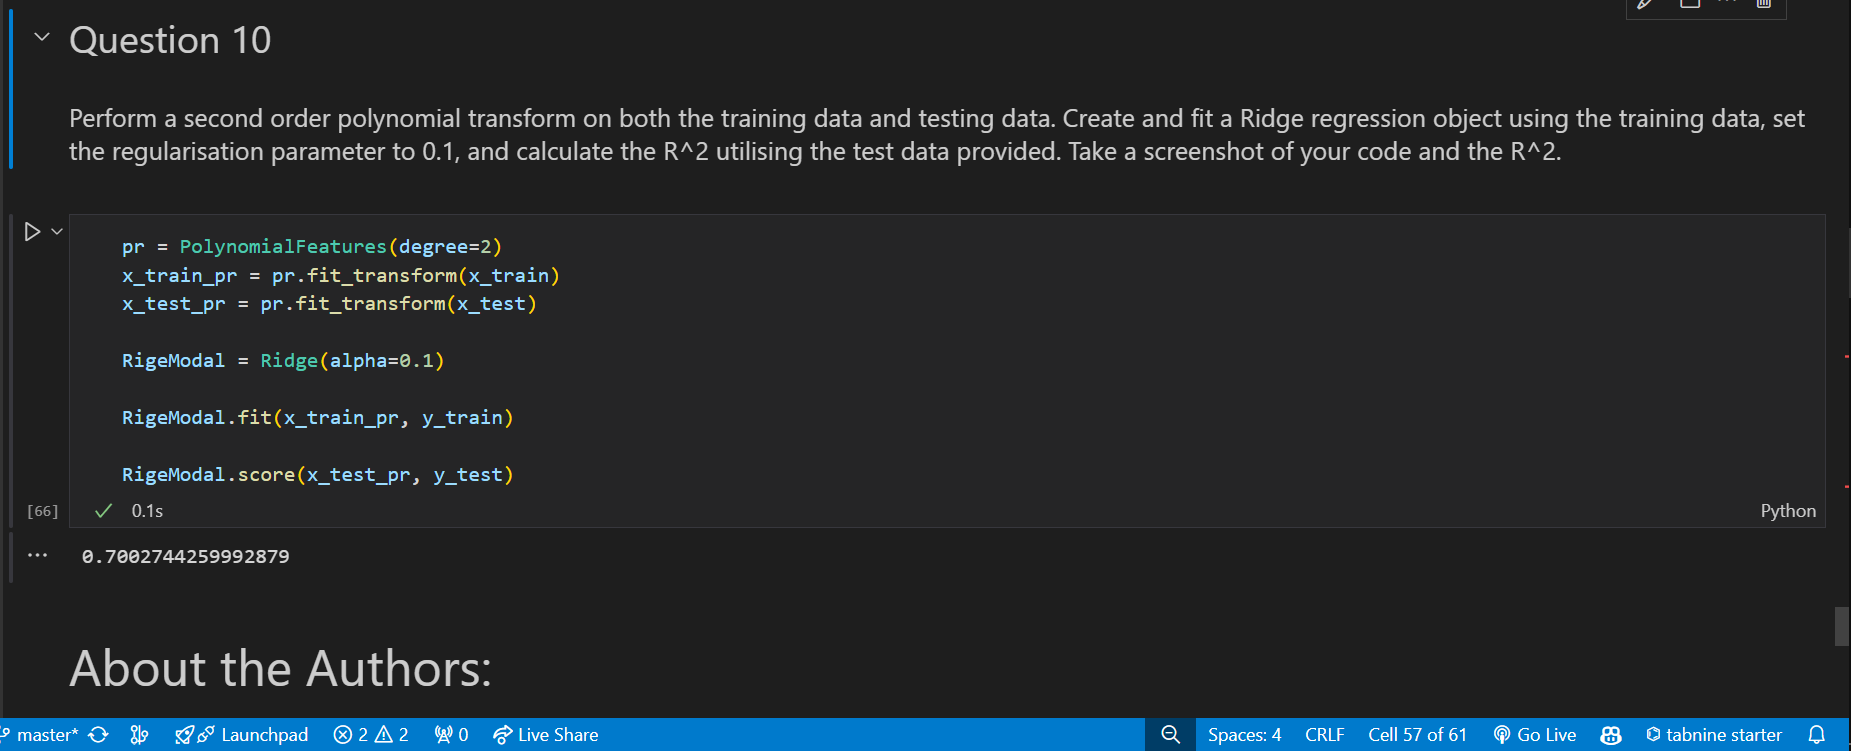 Question 10
Perform a second order polynomial transform on both the training data and testing data. Create and fit a Ridge regression object using the training data, set
the regularisation parameter to 0.1, and calculate the R^2 utilising the test data provided. Take a screenshot of your code and the R^2.
pr = PolynomialFeatures(degree=2)
x_train_pr = pr.fit_transform(x_train)
x_test_pr = pr.fit_transform(x_test)
RigeModal = Ridge(alpha=0.1)
RigeModal.fit(x_train_pr, y_train)
RigeModal.score(x_test_pr, y_test)
[66] 0.1s Python
0.7002744259992879
About the Authors:
master* Launchpad 2 2 0 Live Share Spaces: 4 CRLF Cell 57 of 61 Go Live tabnine starter